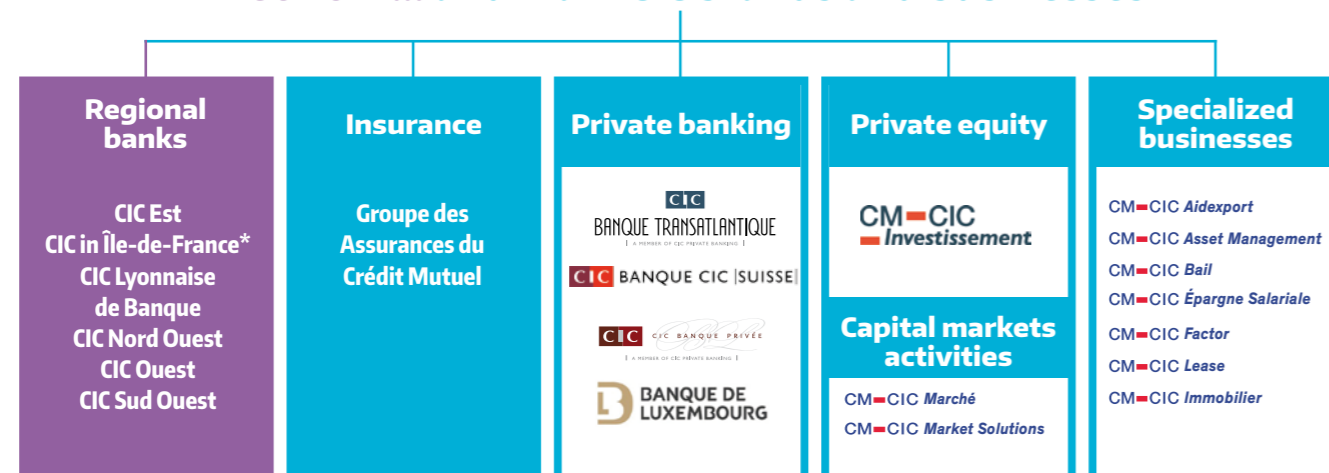 Regional
banks
CIC Est
CIC in Île-de-France*
CIC Lyonnaise
de Banque
CIC Nord Ouest
CIC Ouest
CIC Sud Ouest
Insurance
Groupe des
Assurances du
Crédit Mutuel
Private banking
CIC
BANQUE TRANSATLANTIQUE
A MEMBER OF CIC PRIVATE BANKING
CIC BANQUE CIC |SUISSE|
CIC CIC BANQUE PRIVÉE
A MEMBER OF CIC PRIVATE BANKING
BANQUE DE
LUXEMBOURG
Private equity
CM-CIC
Investissement
Capital markets
activities
CM-CIC Marché
CM-CIC Market Solutions
Specialized
businesses
CM-CIC Aidexport
CM-CIC Asset Management
CM-CIC Bail
CM-CIC Épargne Salariale
CM-CIC Factor
CM-CIC Lease
CM-CIC Immobilier